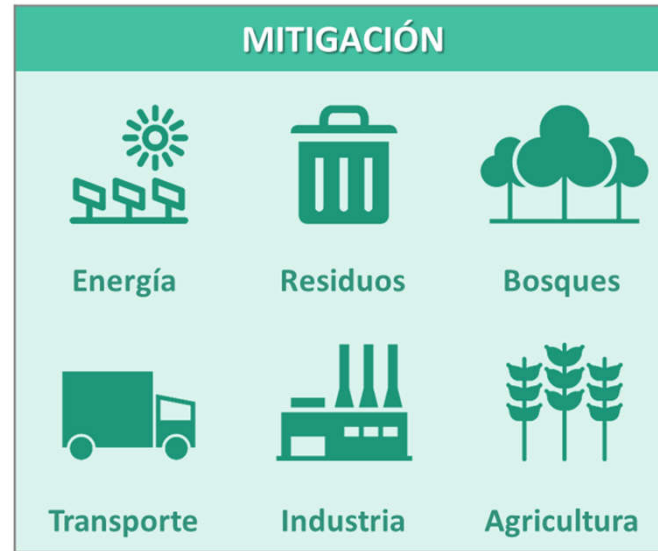 MITIGACIÓN
Energía
Residuos
Bosques
Transporte
Industria
Agricultura